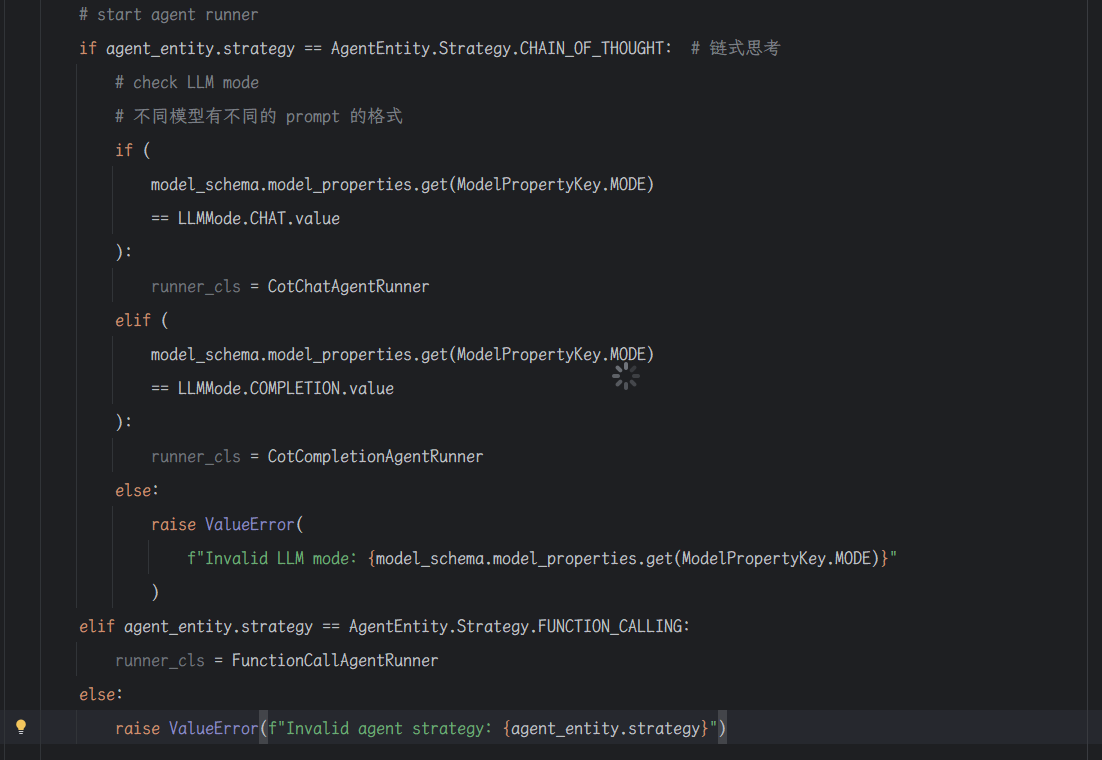 # start agent runner
if agent_entity.strategy == AgentEntity.Strategy.CHAIN_OF_THOUGHT:  # 链式思考
# check LLM mode
# 不同模型有不同的 prompt 的格式
if (
model_schema.model_properties.get(ModelPropertyKey.MODE)
== LLMMode.CHAT.value
):
runner_cls = CotChatAgentRunner
elif (
model_schema.model_properties.get(ModelPropertyKey.MODE)
== LLMMode.COMPLETION.value
):
runner_cls = CotCompletionAgentRunner
else:
raise ValueError(
f"Invalid LLM mode: {model_schema.model_properties.get(ModelPropertyKey.MODE)}"
)
elif agent_entity.strategy == AgentEntity.Strategy.FUNCTION_CALLING:
runner_cls = FunctionCallAgentRunner
else:
raise ValueError(f"Invalid agent strategy: {agent_entity.strategy}")